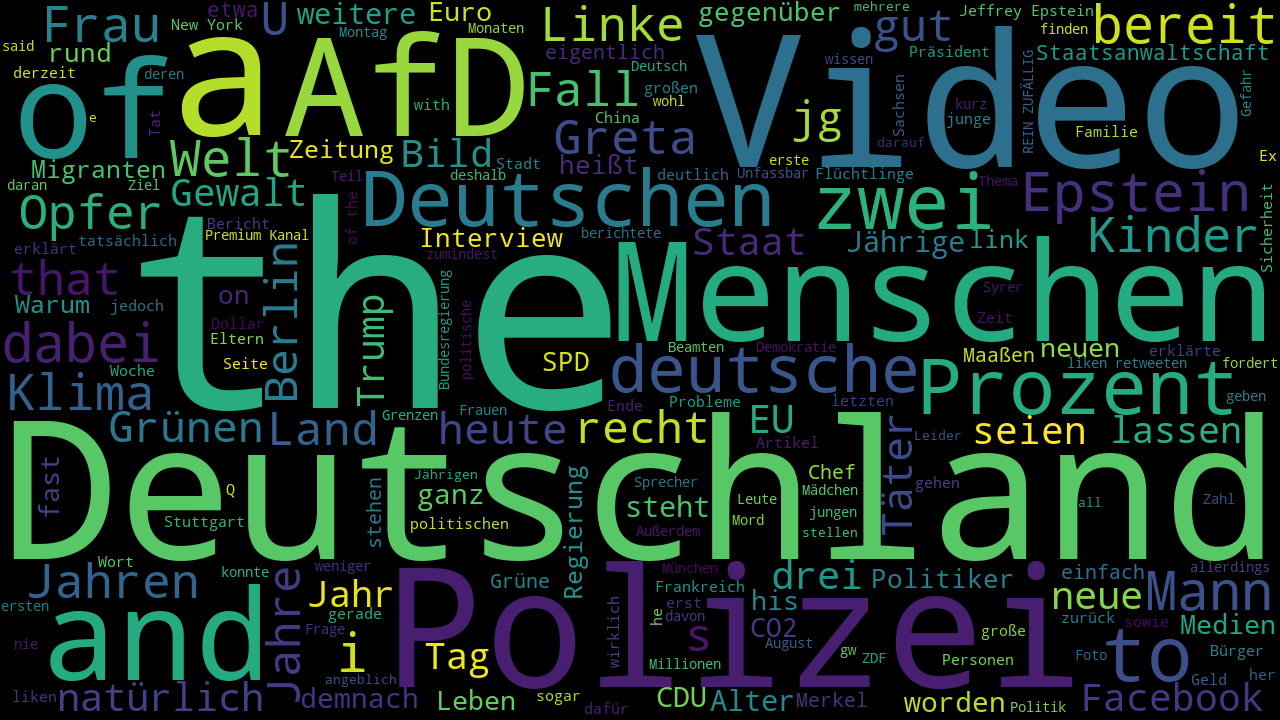 said
etwa
New York
Frau
U
weitere
Montag
Euro
Monaten
Linke
gegenüber
mehrere
gut
Jeffrey Epstein
finden
bereit
rund
derzeit
deren
of
a
AfD
eigentlich
Deutsch
großen
wohl
Fall
China
Video
wissen
Präsident
Staatsanwaltschaft
REIN ZUFÄLLIG
Gefahr
e
Tat
with
jg
Sachsen
kurz
junge
Familie
darauf
Greta
Welt
Zeitung
Bild
Stadt
heißt
erste
Ex
Migranten
daran
Ziel
Gewalt
Teil
deshalb
deutlich
Unfassbar
Flüchtlinge
Thema
Opfer
of the
Deutschen
zwei
Epstein
Sicherheit
Bericht
erklärt
tatsächlich
Premium Kanal
Interview
zumindest
berichtete
Staat
Jährige
link
Kinder
that
the
Menschen
Warum
jedoch
on
Berlin
Dollar
Eltern
Seite
Trump
Bundesregierung
politische
Syrer
Zeit
dabei
Woche
SPD
Beamten
Demokratie
deutsche
Maaßen
neuen
liken retweeten
erklärte
fordert
Klima
Probleme
letzten
Prozent
geben
Grünen
Land
Grenzen
Frauen
heute
Ende
recht
EU
Artikel
Täter
Leider
seien
lassen
Deutschland
fast
Q
Stuttgart
stehen
Jährigen
ganz
politischen
Regierung
Sprecher
steht
Außerdem
Leute
Mord
Chef
Mädchen
jungen
stellen
gehen
all
Zahl
Wort
Jahren
konnte
weniger
Jahre
Jahr
Polizei
Grüne
München
Frankreich
drei
Politiker
einfach
allerdings
ersten
and
gerade
Frage
wirklich
he
erst
davon
his
CO2
August
neue
Mann
zurück
sowie
Medien
nie
i
Tag
s
Millionen
gw
ZDF
große
Personen
Foto
to
Bürger
Geld
her
liken
natürlich
angeblich
demnach
Leben
sogar
dafür
CDU
Alter
Merkel
worden
Politik
Facebook